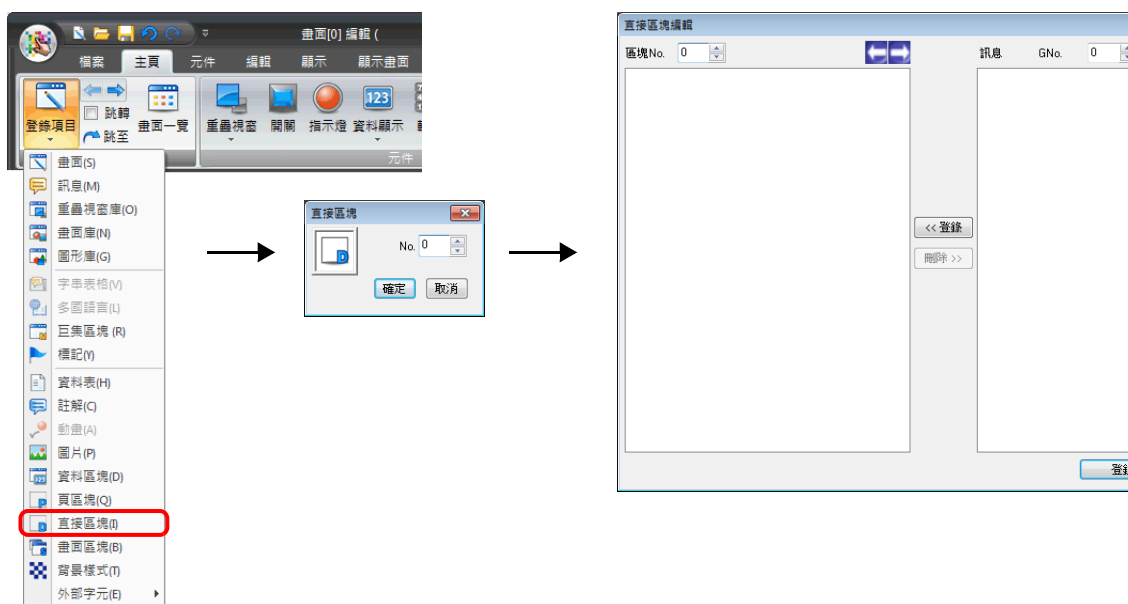 畫面[0] 編輯 (
檔案 主頁 元件 編輯 顯示 顯示畫面
登錄項目
跳轉
跳至
畫面一覽
重疊視窗 開關 指示燈 資料顯示
123
元件
畫面(S)
訊息(M)
重疊視窗庫(O)
畫面庫(N)
圖形庫(G)
字串表格(V)
多國語言(L)
巨集區塊 (R)
標記(Y)
資料表(H)
註解(C)
動畫(A)
圖片(P)
資料區塊(D)
頁區塊(Q)
直接區塊(I)
畫面區塊(B)
背景樣式(T)
外部字元(E)
直接區塊
D
No. 0
確定 取消
直接區塊編輯
區塊No. 0
訊息 GNo. 0
<< 登錄
刪除 >>